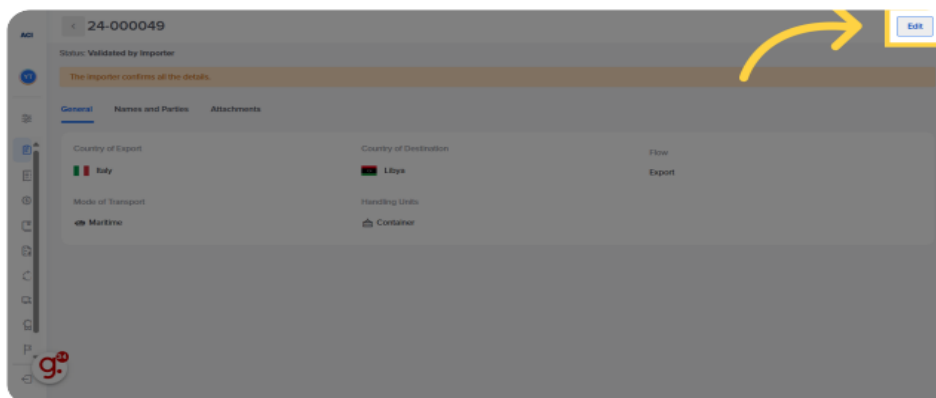 ACI
24-000049
Edit
Status: Validated by Importer
The importer confirms all the details.
General Names and Parties Attachments
Country of Export Country of Destination Flow
Italy Libya Export
Mode of Transport Handling Units
Maritime Container
g. 24